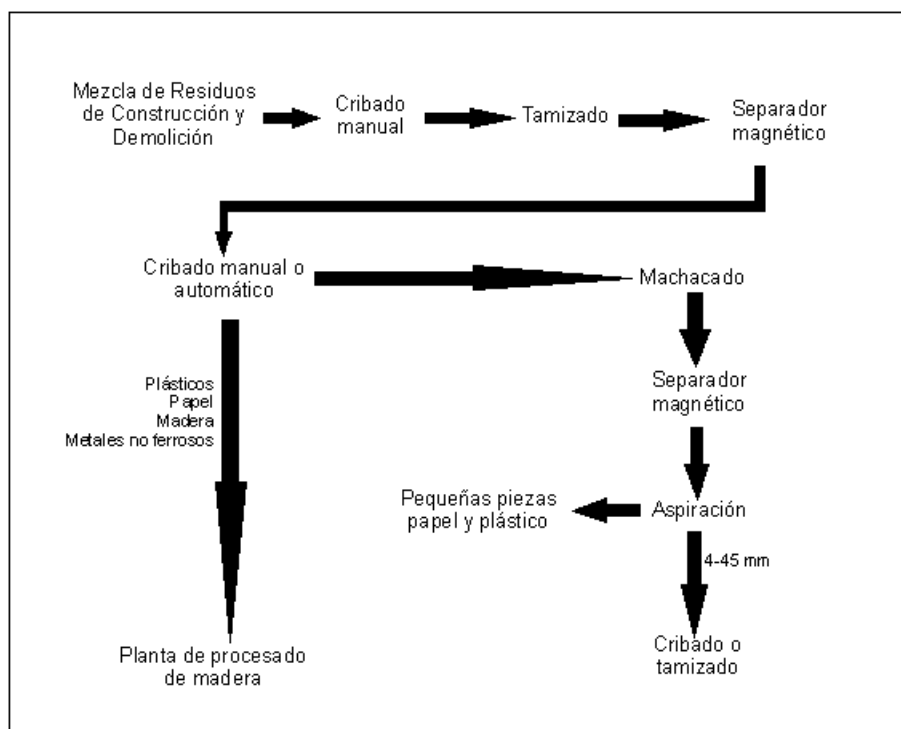 Mezcla de Residuos
de Construcción y
Demolición
Cribado
manual
Tamizado
Separador
magnético
Cribado manual o
automático
Machacado
Plásticos
Papel
Madera
Metales no ferrosos
Separador
magnético
Pequeñas piezas
papel y plástico
Aspiración
4-45 mm
Planta de procesado
de madera
Cribado o
tamizado